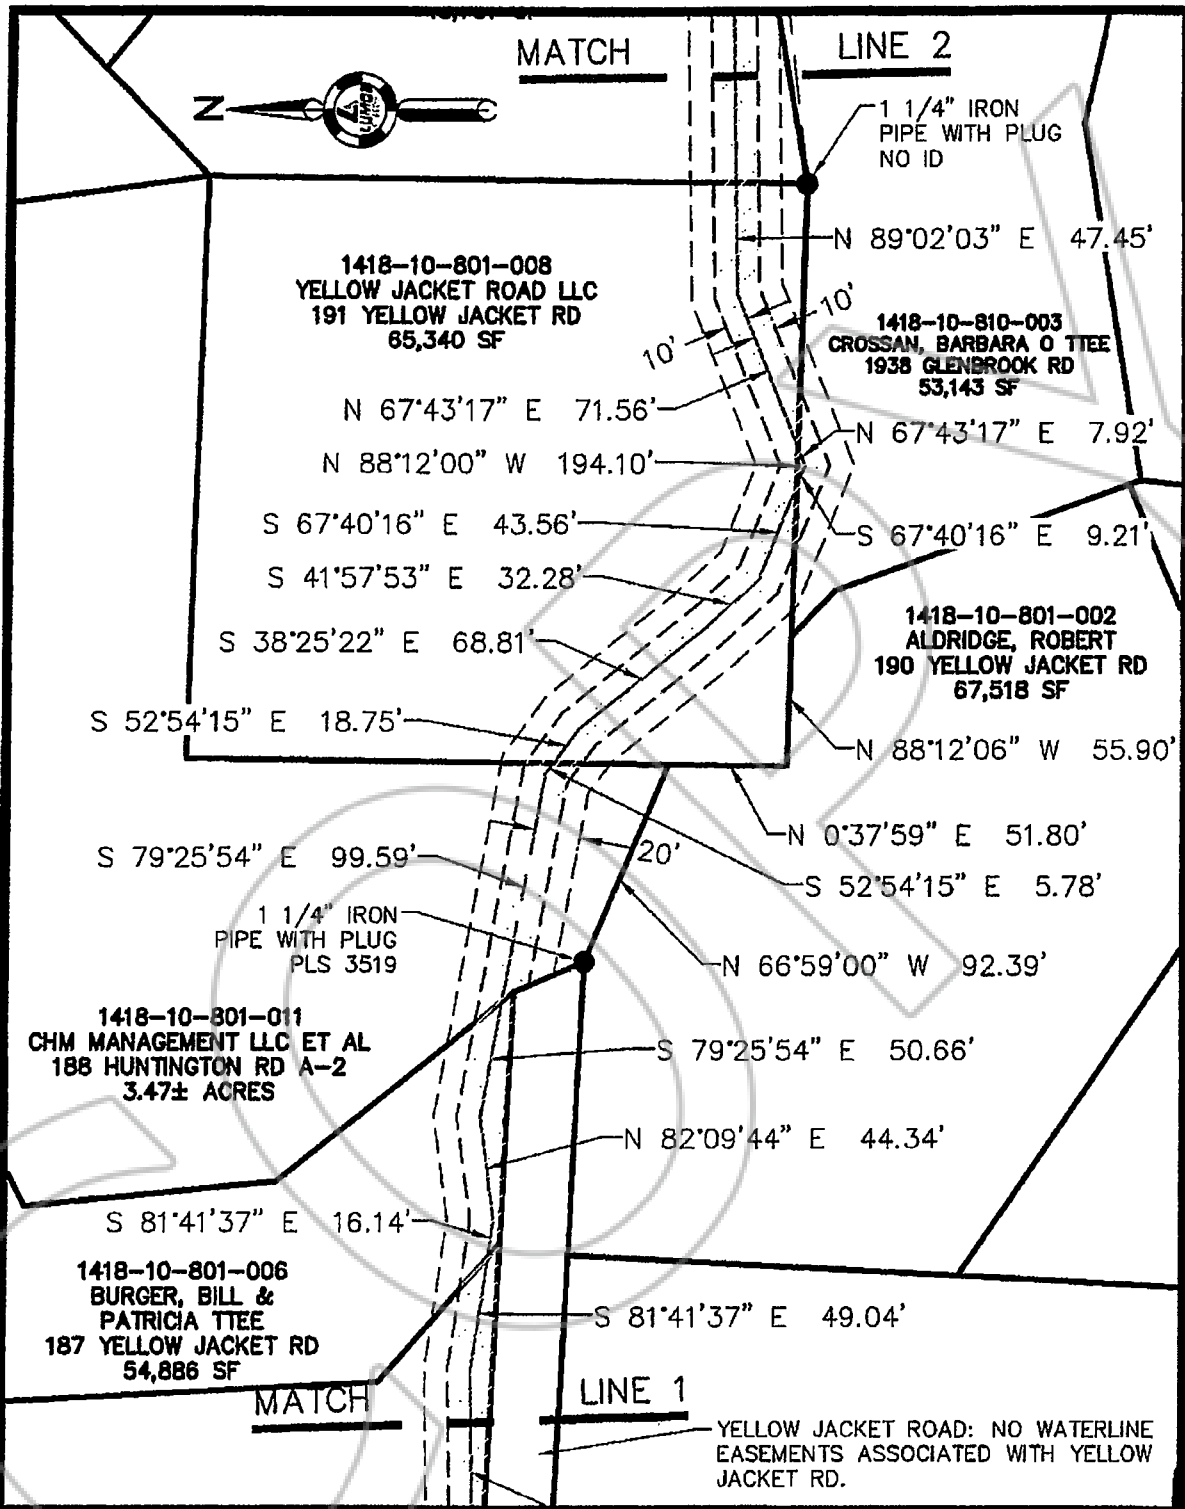 MATCH LINE 2
N
1 1/4" IRON
PIPE WITH PLUG
NO ID
N 89°02'03" E 47.45'
1418-10-801-008
YELLOW JACKET ROAD LLC
191 YELLOW JACKET RD
65,340 SF
10'
10'
1418-10-810-003
CROSSAN, BARBARA O TTEE
1938 GLENBROOK RD
53,143 SF
N 67°43'17" E 71.56'
N 67°43'17" E 7.92'
N 88°12'00" W 194.10'
S 67°40'16" E 43.56'
S 67°40'16" E 9.21'
S 41°57'53" E 32.28'
S 38°25'22" E 68.81'
1418-10-801-002
ALDRIDGE, ROBERT
190 YELLOW JACKET RD
67,518 SF
S 52°54'15" E 18.75'
N 88°12'06" W 55.90'
N 0°37'59" E 51.80'
S 79°25'54" E 99.59'
20'
S 52°54'15" E 5.78'
1 1/4" IRON
PIPE WITH PLUG
PLS 3519
N 66°59'00" W 92.39'
1418-10-801-011
CHM MANAGEMENT LLC ET AL
188 HUNTINGTON RD A-2
3.47± ACRES
S 79°25'54" E 50.66'
N 82°09'44" E 44.34'
S 81°41'37" E 16.14'
1418-10-801-006
BURGER, BILL &
PATRICIA TTEE
187 YELLOW JACKET RD
54,886 SF
S 81°41'37" E 49.04'
MATCH LINE 1
YELLOW JACKET ROAD: NO WATERLINE
EASEMENTS ASSOCIATED WITH YELLOW
JACKET RD.